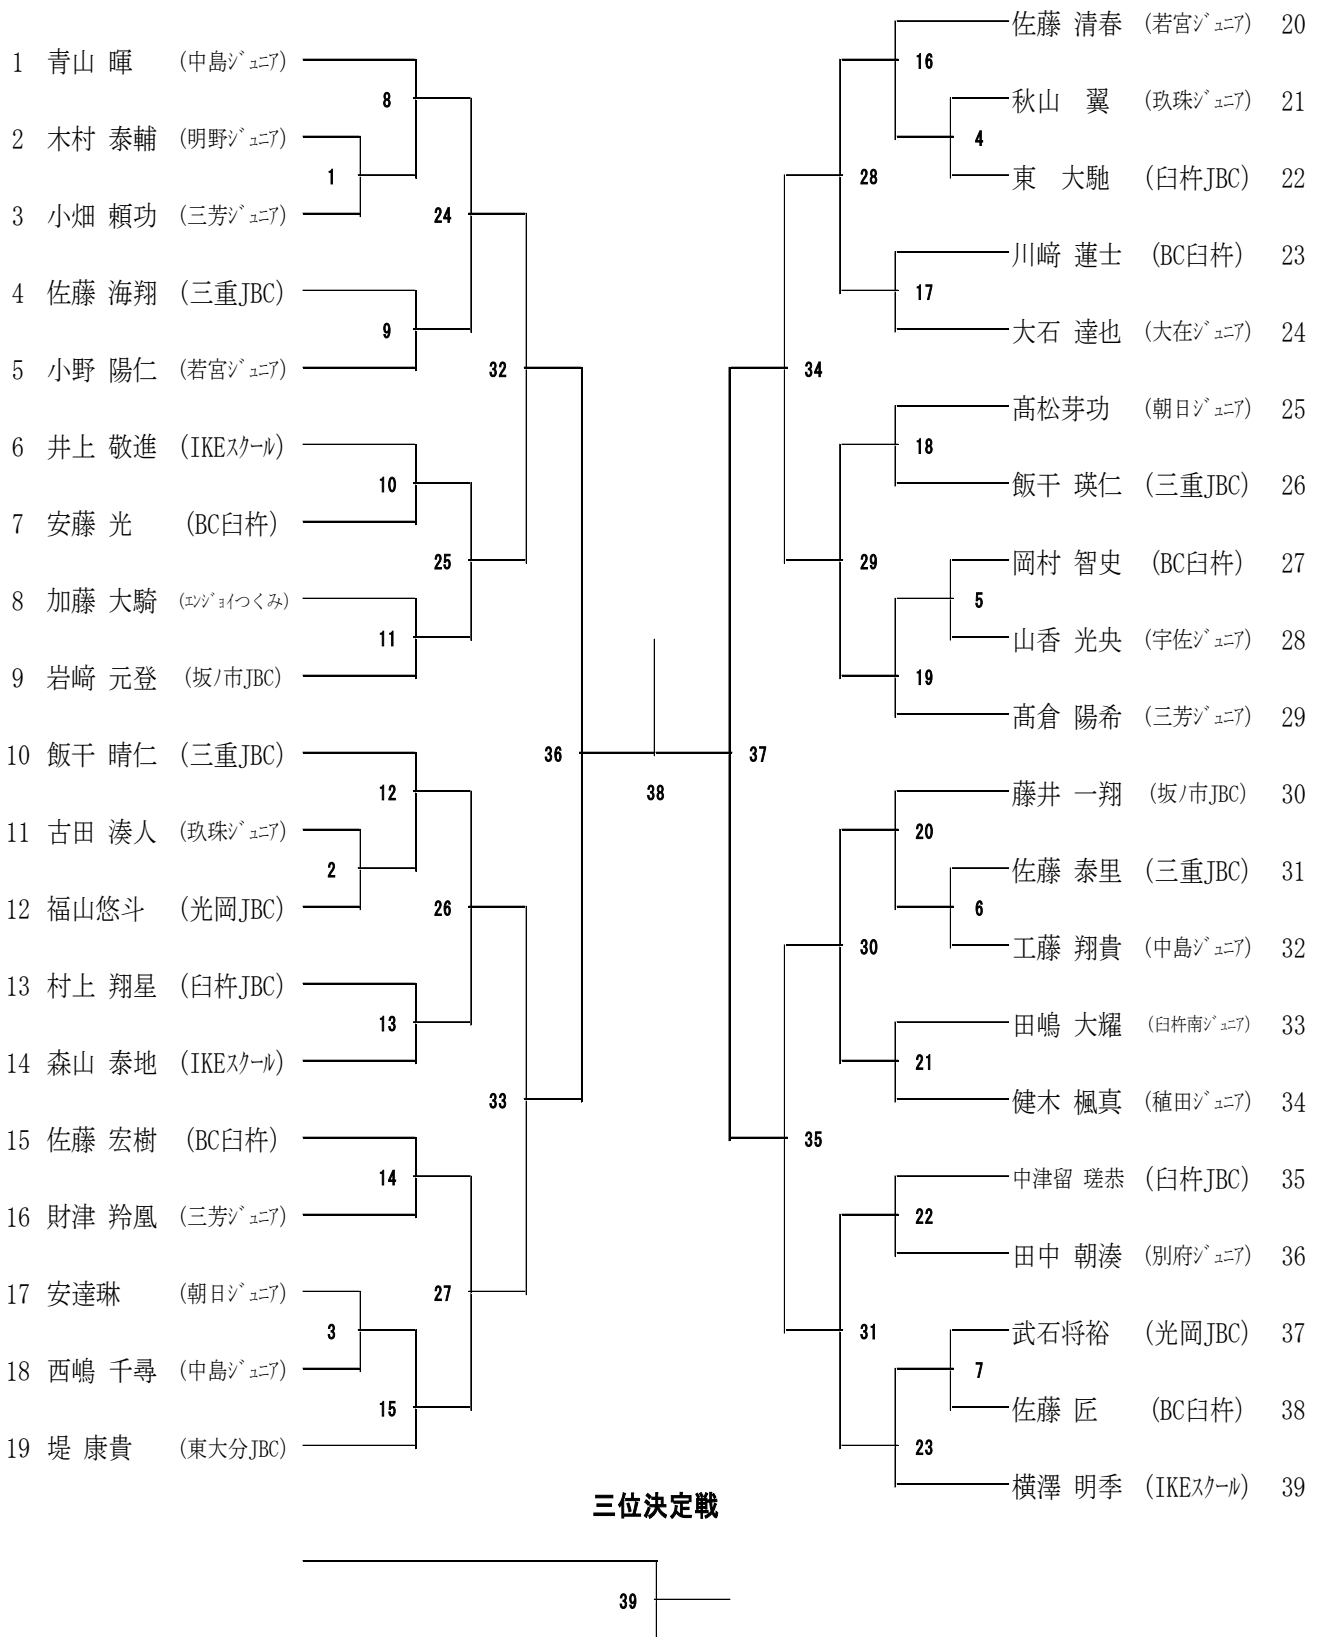 1 青山 暉 (中島ジュニア)
2 木村 泰輔 (明野ジュニア)
3 小畑 頼功 (三芳ジュニア)
4 佐藤 海翔 (三重JBC)
5 小野 陽仁 (若宮ジュニア)
6 井上 敬進 (IKEスクール)
7 安藤 光 (BC臼杵)
8 加藤 大騎 (エンジョイつくみ)
9 岩﨑 元登 (坂ノ市JBC)
10 飯干 晴仁 (三重JBC)
11 古田 湊人 (玖珠ジュニア)
12 福山悠斗 (光岡JBC)
13 村上 翔星 (臼杵JBC)
14 森山 泰地 (IKEスクール)
15 佐藤 宏樹 (BC臼杵)
16 財津 羚凰 (三芳ジュニア)
17 安達琳 (朝日ジュニア)
18 西嶋 千尋 (中島ジュニア)
19 堤 康貴 (東大分JBC)
1
2
3
8
9
10
11
12
13
14
15
24
25
26
27
32
33
36
38
37
34
35
28
29
30
31
16
17
18
19
20
21
22
23
4
5
6
7
佐藤 清春 (若宮ジュニア) 20
秋山 翼 (玖珠ジュニア) 21
東 大馳 (臼杵JBC) 22
川﨑 蓮士 (BC臼杵) 23
大石 達也 (大在ジュニア) 24
髙松芽功 (朝日ジュニア) 25
飯干 瑛仁 (三重JBC) 26
岡村 智史 (BC臼杵) 27
山香 光央 (宇佐ジュニア) 28
髙倉 陽希 (三芳ジュニア) 29
藤井 一翔 (坂ノ市JBC) 30
佐藤 泰里 (三重JBC) 31
工藤 翔貴 (中島ジュニア) 32
田嶋 大耀 (臼杵南ジュニア) 33
健木 楓真 (稙田ジュニア) 34
中津留 瑳恭 (臼杵JBC) 35
田中 朝湊 (別府ジュニア) 36
武石将裕 (光岡JBC) 37
佐藤 匠 (BC臼杵) 38
横澤 明季 (IKEスクール) 39
三位決定戦
39